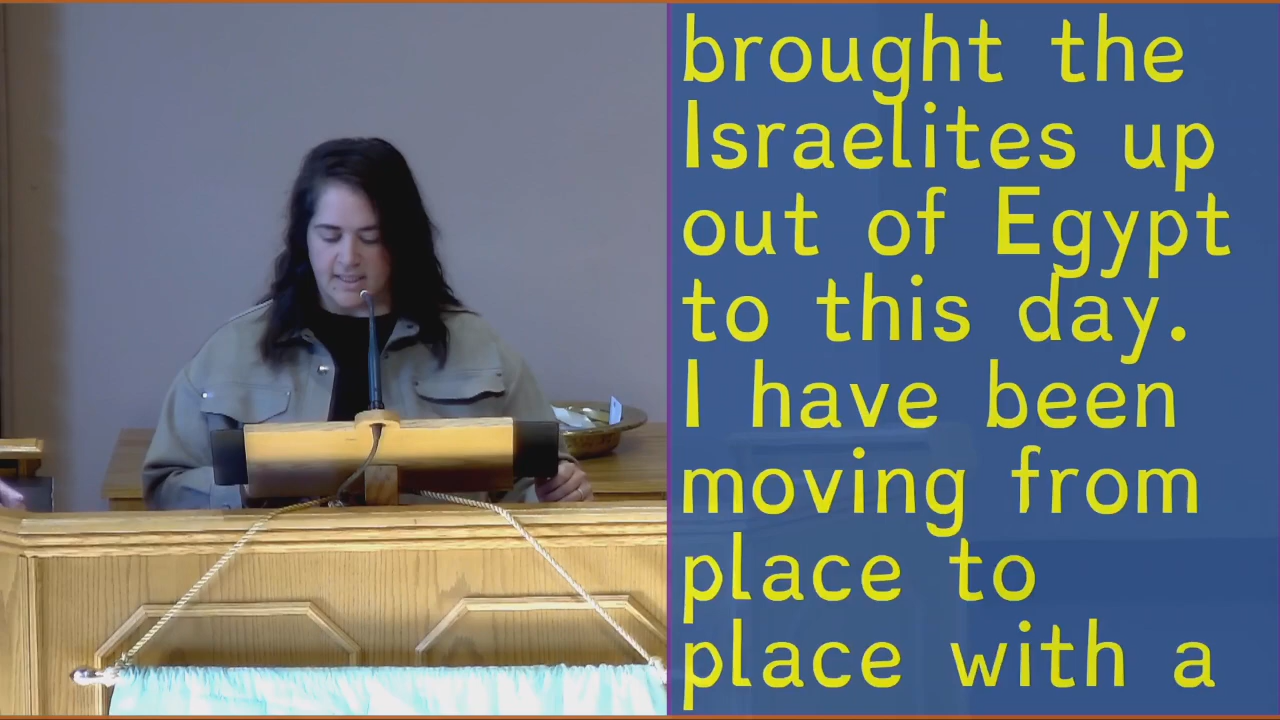 brought the
Israelites up
out of Egypt
to this day.
I have been
moving from
place to
place with a